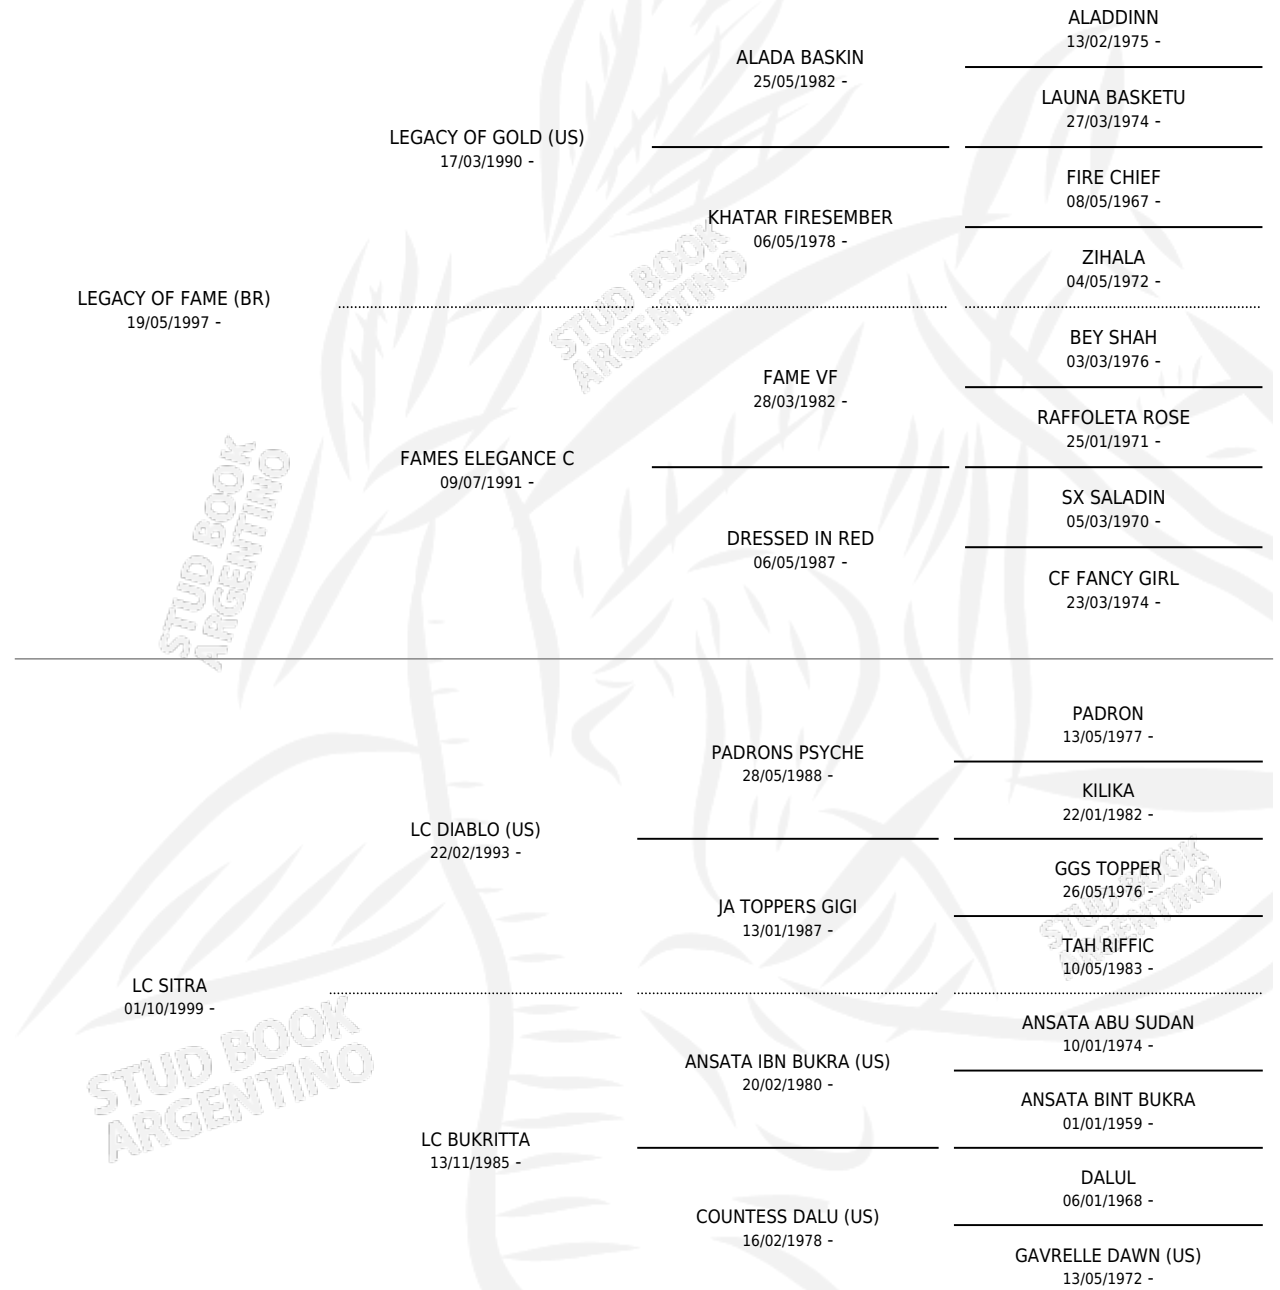 ALADDINN
13/02/1975 -
ALADA BASKIN
25/05/1982 -
LAUNA BASKETU
27/03/1974 -
LEGACY OF GOLD (US)
17/03/1990 -
FIRE CHIEF
08/05/1967 -
KHATAR FIRESEMBER
06/05/1978 -
ZIHALA
04/05/1972 -
LEGACY OF FAME (BR)
19/05/1997 -
BEY SHAH
03/03/1976 -
FAME VF
28/03/1982 -
RAFFOLETA ROSE
25/01/1971 -
FAMES ELEGANCE C
09/07/1991 -
SX SALADIN
05/03/1970 -
DRESSED IN RED
06/05/1987 -
CF FANCY GIRL
23/03/1974 -
STUD BOOK
ARGENTINO
STUD BOOK
ARGENTINO
PADRON
13/05/1977 -
PADRONS PSYCHE
28/05/1988 -
KILIKA
22/01/1982 -
LC DIABLO (US)
22/02/1993 -
GGS TOPPER
26/05/1976 -
JA TOPPERS GIGI
13/01/1987 -
TAH RIFFIC
10/05/1983 -
LC SITRA
01/10/1999 -
ANSATA ABU SUDAN
10/01/1974 -
ANSATA IBN BUKRA (US)
20/02/1980 -
ANSATA BINT BUKRA
01/01/1959 -
LC BUKRITTA
13/11/1985 -
DALUL
06/01/1968 -
COUNTESS DALU (US)
16/02/1978 -
GAVRELLE DAWN (US)
13/05/1972 -
STUD BOOK
ARGENTINO
STUD BOOK
ARGENTINO